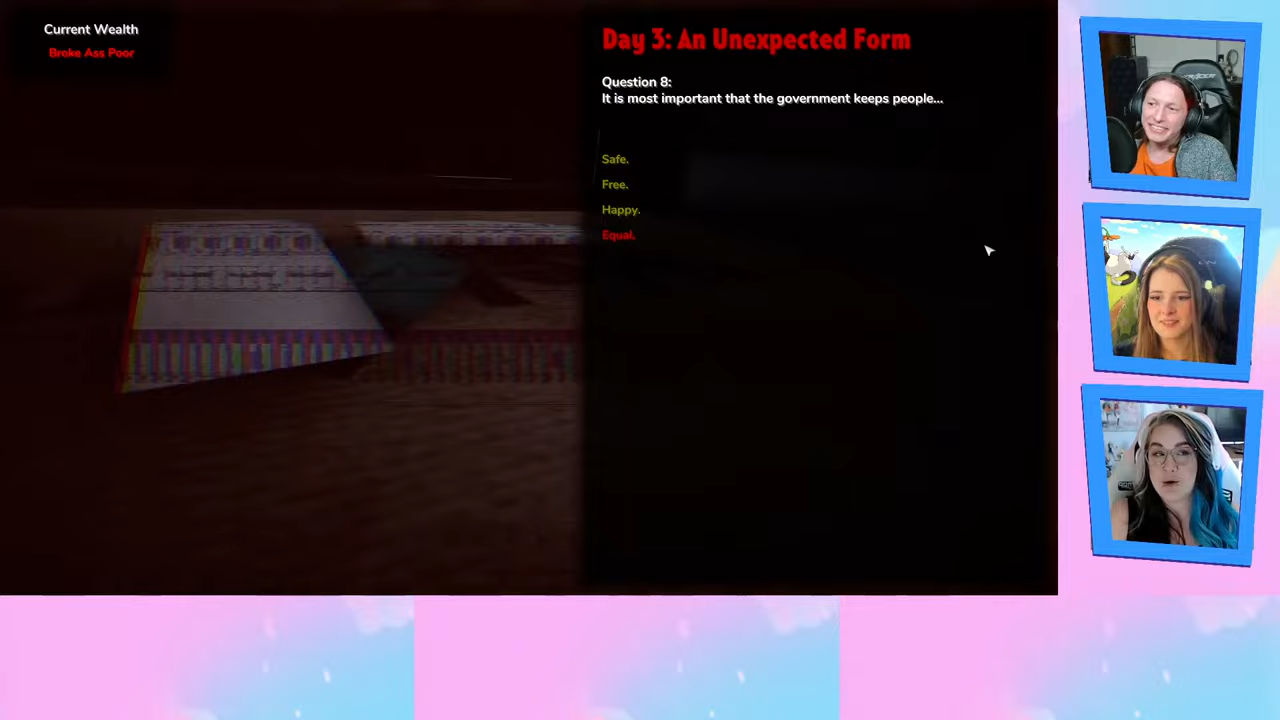 Current Wealth
Broke Ass Poor
Day 3: An Unexpected Form
Question 8:
It is most important that the government keeps people...
Safe.
Free.
Happy.
Equal.